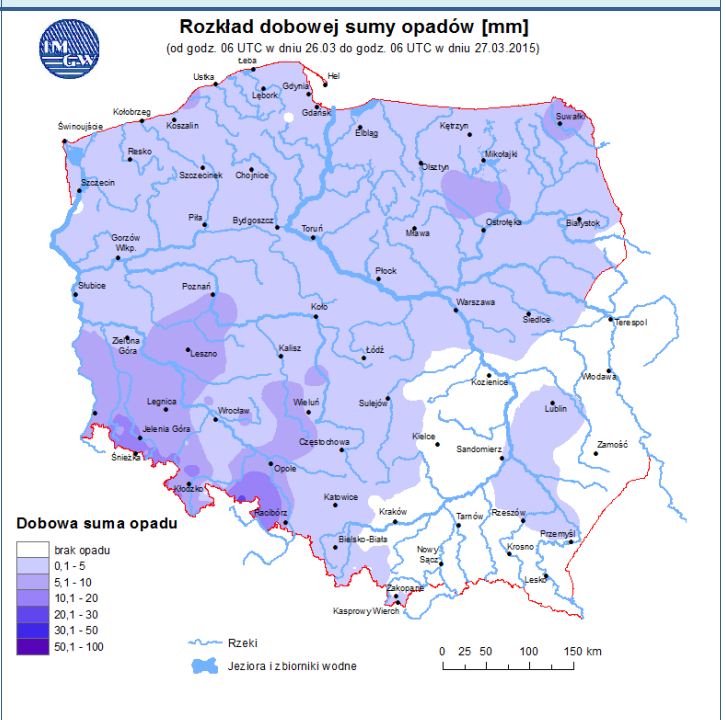 Rozkład dobowej sumy opadów [mm]
(od godz. 06 UTC w dniu 26.03 do godz. 06 UTC w dniu 27.03.2015)
IM
GW
Łeba
Hel
Ustka
Gdynia
Lębork
Kołobrzeg
Gdańsk
Suwałki
Świnoujście
Koszalin
Elbląg
Kętrzyn
Resko
Mikołajki
Olsztyn
Szczecinek
Chojnice
Szczecin
Piła
Bydgoszcz
Toruń
Mława
Ostrołęka
Białystok
Gorzów
Wlkp.
Płock
Słubice
Poznań
Koło
Warszawa
Siedlce
Terespol
Zielona
Góra
Leszno
Kalisz
Łódź
Włodawa
Kozienice
Legnica
Wrocław
Wieluń
Sulejów
Lublin
Jelenia Góra
Częstochowa
Kielce
Sandomierz
Zamość
Śnieżka
Opole
Kłodzko
Katowice
Racibórz
Kraków
Tarnów
Rzeszów
Przemyśl
Bielsko-Biała
Nowy
Sącz
Krosno
Lesko
Zakopane
Kasprowy Wierch
Dobowa suma opadu
brak opadu
0,1 - 5
5,1 - 10
10,1 - 20
20,1 - 30
30,1 - 50
50,1 - 100
Rzeki
Jeziora i zbiorniki wodne
0 25 50 100 150 km